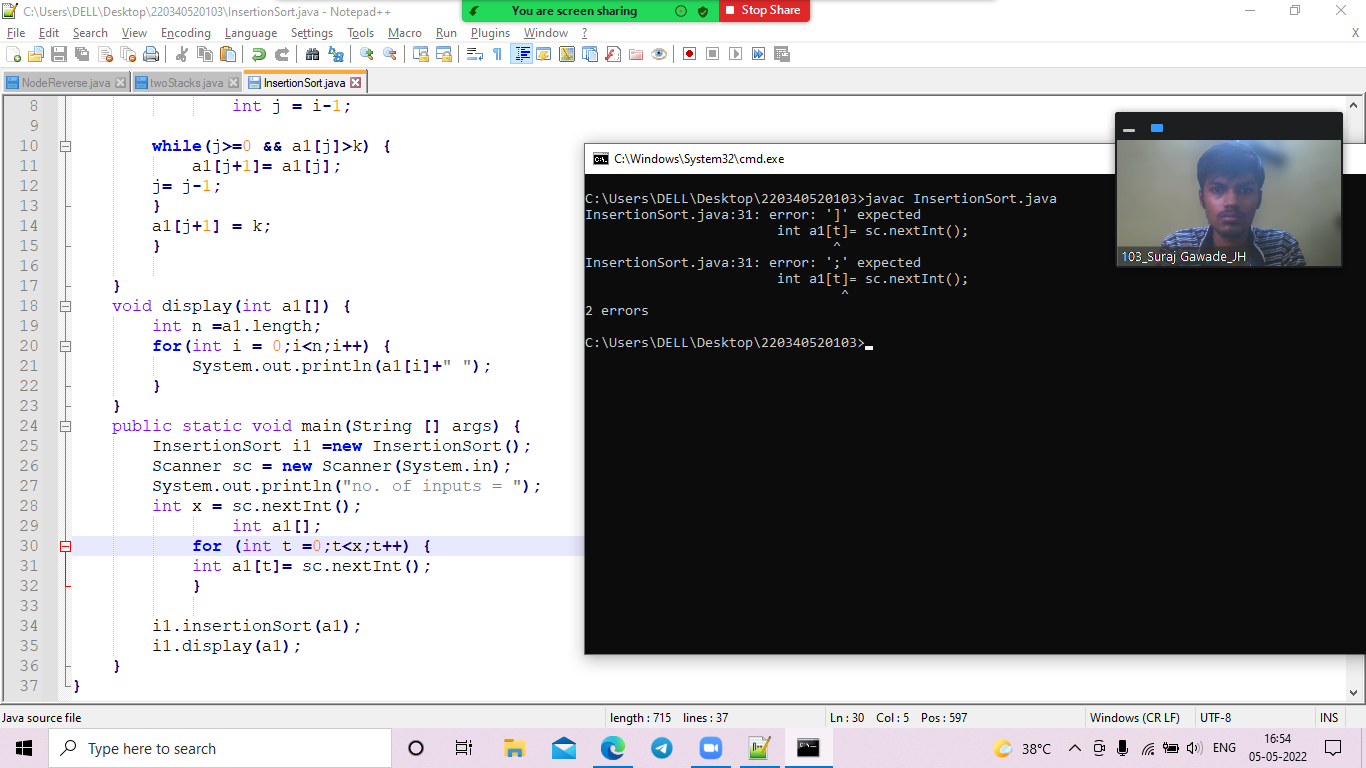 C:\Users\DELL\Desktop\220340520103\InsertionSort.java - Notepad++
You are screen sharing
Stop Share
File Edit Search View Encoding Language Settings Tools Macro Run Plugins Window ?
X
NodeReverse.java
twoStacks.java
InsertionSort.java
8 int j = i-1;
9
10 while(j>=0 && a1[j]>k) {
11 a1[j+1]= a1[j];
12 j= j-1;
13 }
14 a1[j+1] = k;
15 }
16
17 }
18 void display(int a1[]) {
19 int n =a1.length;
20 for(int i = 0;i<n;i++) {
21 System.out.println(a1[i]+" ");
22 }
23 }
24 public static void main(String [] args) {
25 InsertionSort i1 =new InsertionSort();
26 Scanner sc = new Scanner(System.in);
27 System.out.println("no. of inputs = ");
28 int x = sc.nextInt();
29 int a1[];
30 for (int t =0;t<x;t++) {
31 int a1[t]= sc.nextInt();
32 }
33
34 i1.insertionSort(a1);
35 i1.display(a1);
36 }
37 }
C:\Windows\System32\cmd.exe
C:\Users\DELL\Desktop\220340520103>javac InsertionSort.java
InsertionSort.java:31: error: ']' expected
int a1[t]= sc.nextInt();
^
InsertionSort.java:31: error: ';' expected
int a1[t]= sc.nextInt();
^
2 errors
C:\Users\DELL\Desktop\220340520103>
103_Suraj Gawade_JH
Java source file
length : 715 lines : 37
Ln : 30 Col : 5 Pos : 597
Windows (CR LF)
UTF-8
INS
Type here to search
38°C
ENG
16:54
05-05-2022